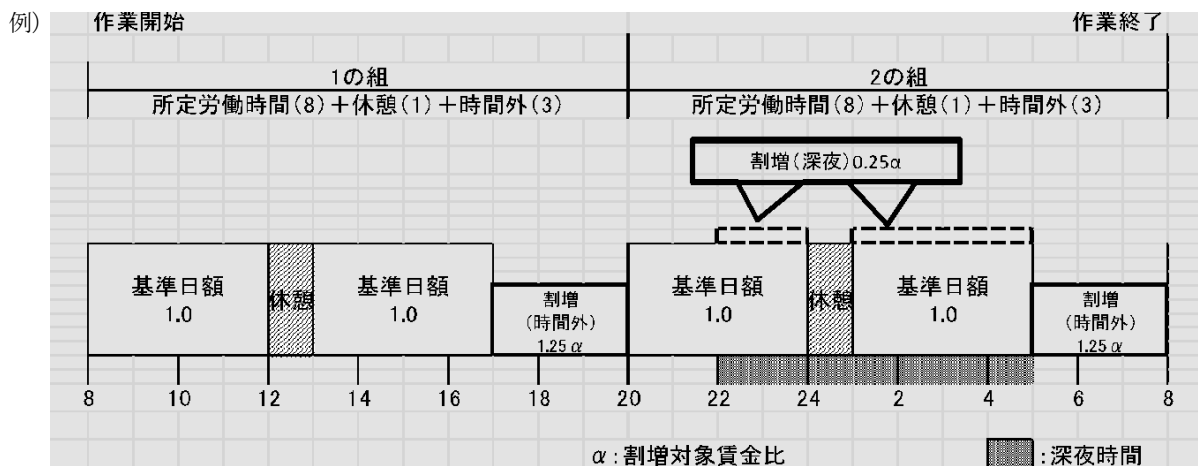 例)
作業開始 作業終了
1の組 2の組
所定労働時間(8)+休憩(1)+時間外(3) 所定労働時間(8)+休憩(1)+時間外(3)
割増(深夜)0.25α
基準日額 休憩 基準日額 基準日額 休憩 基準日額
1.0 1.0 1.0 1.0
割増 割増
(時間外) (時間外)
1.25α 1.25α
8 10 12 14 16 18 20 22 24 2 4 6 8
α:割増対象賃金比 :深夜時間